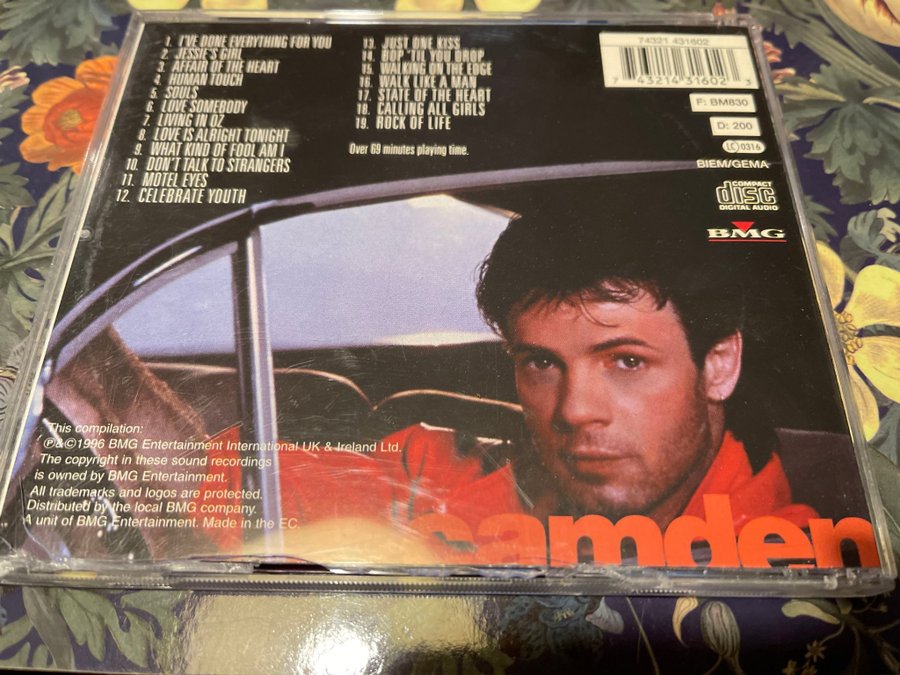 1. I'VE DONE EVERYTHING FOR YOU
2. JESSIE'S GIRL
3. AFFAIR OF THE HEART
4. HUMAN TOUCH
5. SOULS
6. LOVE SOMEBODY
7. LIVING IN OZ
8. LOVE IS ALRIGHT TONIGHT
9. WHAT KIND OF FOOL AM I
10. DON'T TALK TO STRANGERS
11. MOTEL EYES
12. CELEBRATE YOUTH
13. JUST ONE KISS
14. BOP 'TIL YOU DROP
15. WALKING ON THE EDGE
16. WALK LIKE A MAN
17. STATE OF THE HEART
18. CALLING ALL GIRLS
19. ROCK OF LIFE
Over 69 minutes playing time.
74321 431602
7 43214 31602 3
F: BM830
D: 200
LC 0316
BIEM/GEMA
COMPACT
disc
DIGITAL AUDIO
BMG
This compilation:
℗&©1996 BMG Entertainment International UK & Ireland Ltd.
The copyright in these sound recordings
is owned by BMG Entertainment.
All trademarks and logos are protected.
Distributed by the local BMG company.
A unit of BMG Entertainment. Made in the EC.
camden